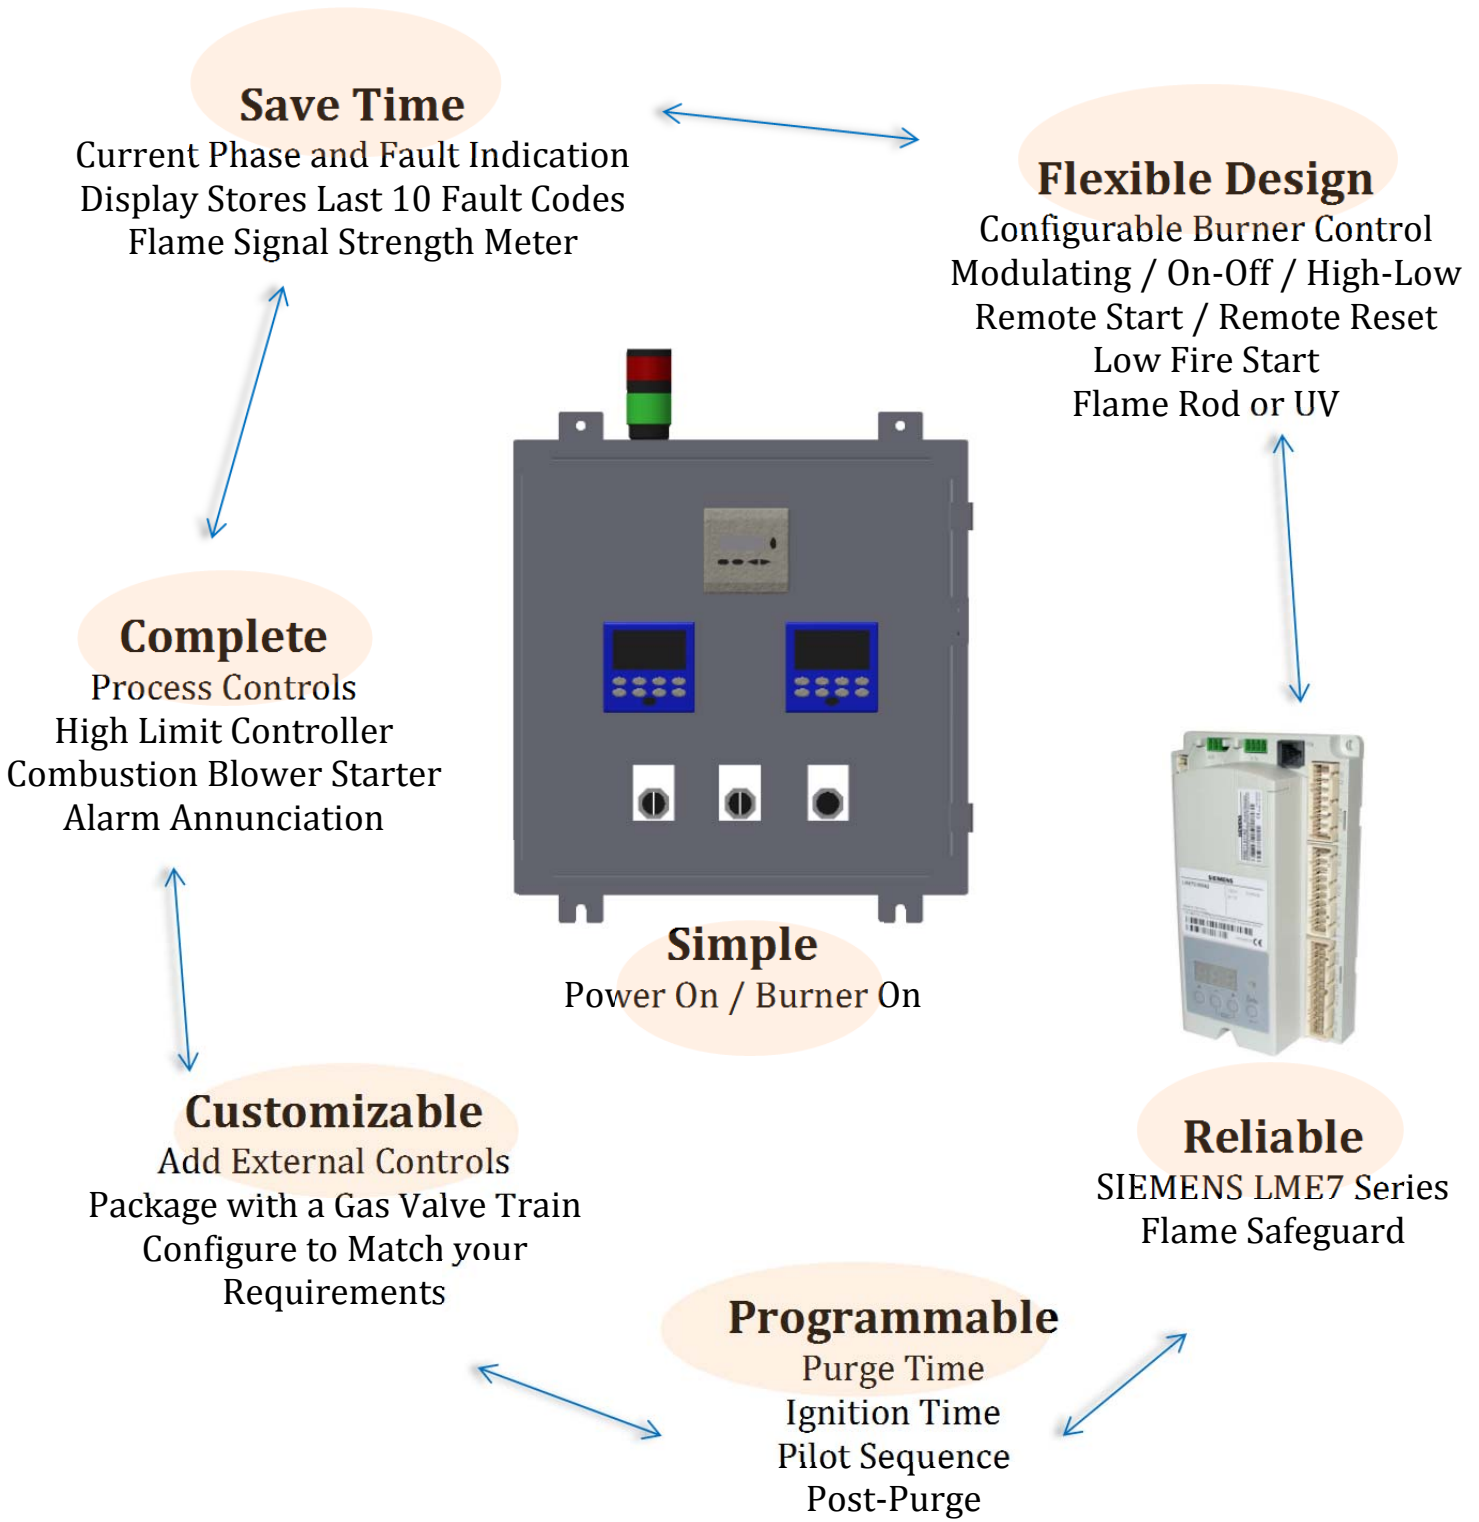 Save Time
Current Phase and Fault Indication
Display Stores Last 10 Fault Codes
Flame Signal Strength Meter
Flexible Design
Configurable Burner Control
Modulating / On-Off / High-Low
Remote Start / Remote Reset
Low Fire Start
Flame Rod or UV
Complete
Process Controls
High Limit Controller
Combustion Blower Starter
Alarm Annunciation
Simple
Power On / Burner On
SIEMENS
Customizable
Add External Controls
Package with a Gas Valve Train
Configure to Match your
Requirements
Reliable
SIEMENS LME7 Series
Flame Safeguard
Programmable
Purge Time
Ignition Time
Pilot Sequence
Post-Purge